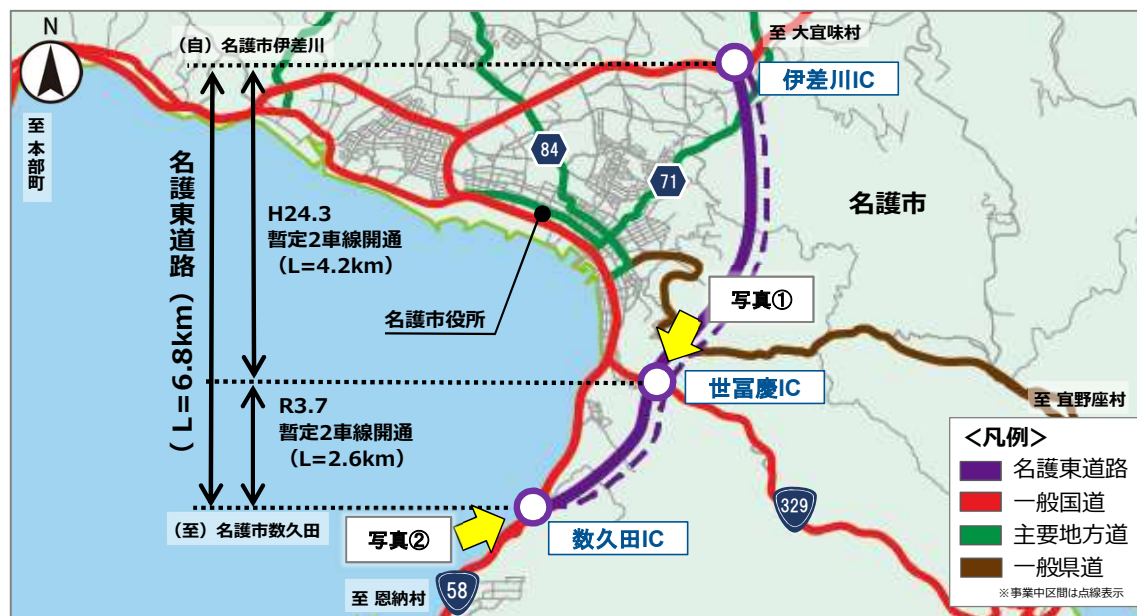 N
（自）名護市伊差川
至 大宜味村
伊差川IC
至 本部町
84
71
名護東道路
（L=6.8km）
H24.3
暫定2車線開通
（L=4.2km）
名護市
名護市役所
写真①
世冨慶IC
至 宜野座村
R3.7
暫定2車線開通
（L=2.6km）
（至）名護市数久田
写真②
数久田IC
329
至 恩納村
58
＜凡例＞
名護東道路
一般国道
主要地方道
一般県道
※事業中区間は点線表示